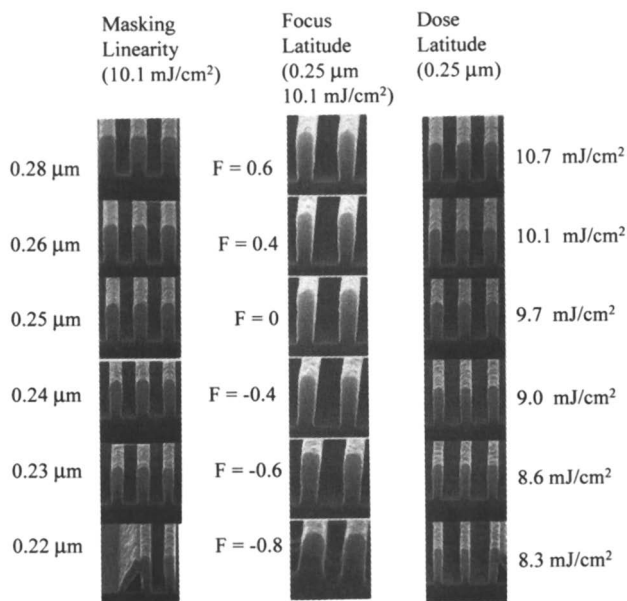 Masking
Linearity
(10.1 mJ/cm²)
Focus
Latitude
(0.25 μm
10.1 mJ/cm²)
Dose
Latitude
(0.25 μm)
0.28 μm
F = 0.6
10.7 mJ/cm²
0.26 μm
F = 0.4
10.1 mJ/cm²
0.25 μm
F = 0
9.7 mJ/cm²
0.24 μm
F = -0.4
9.0 mJ/cm²
0.23 μm
F = -0.6
8.6 mJ/cm²
0.22 μm
F = -0.8
8.3 mJ/cm²